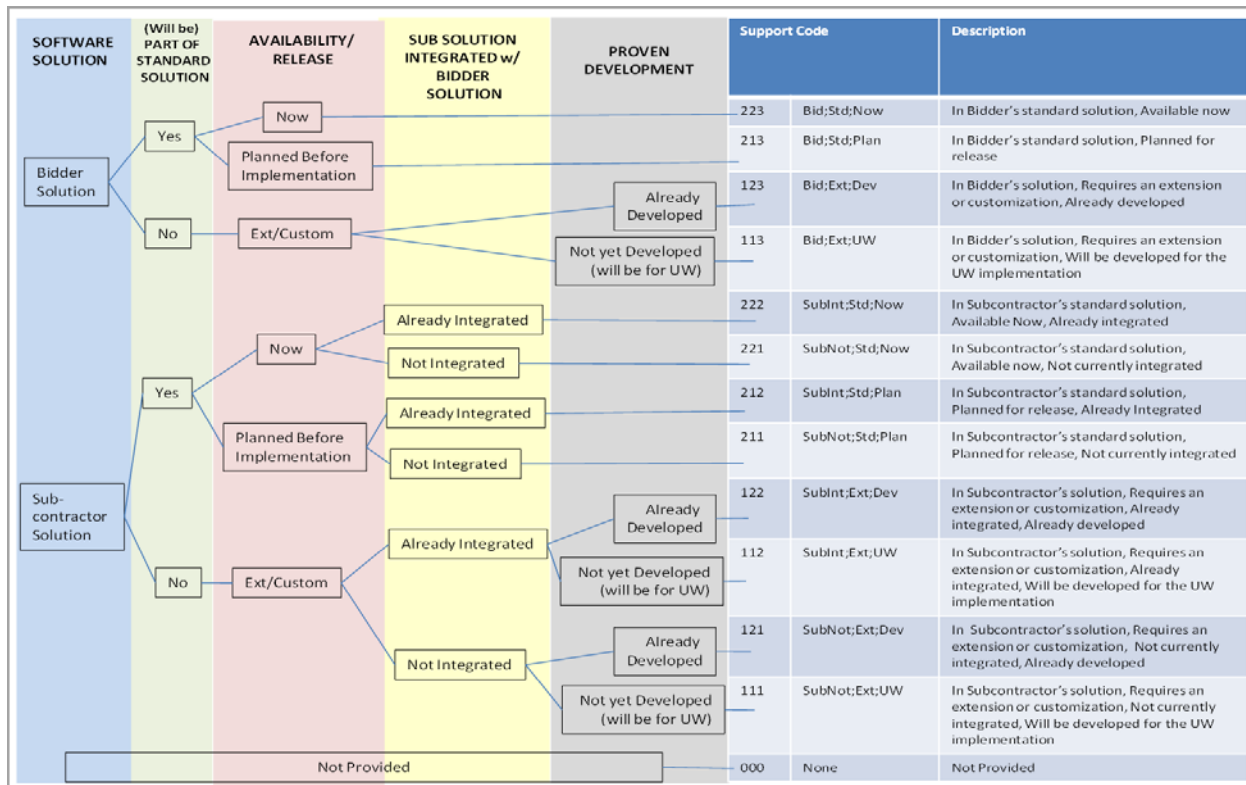 SOFTWARE
SOLUTION
(Will be)
PART OF
STANDARD
SOLUTION
AVAILABILITY/
RELEASE
SUB SOLUTION
INTEGRATED w/
BIDDER
SOLUTION
PROVEN
DEVELOPMENT
Support Code
Description
Bidder
Solution
Yes
Now
Planned Before
Implementation
No
Ext/Custom
Already
Developed
Not yet Developed
(will be for UW)
Sub-
contractor
Solution
Yes
Now
Already Integrated
Not Integrated
Planned Before
Implementation
Already Integrated
Not Integrated
No
Ext/Custom
Already Integrated
Already
Developed
Not yet Developed
(will be for UW)
Not Integrated
Already
Developed
Not yet Developed
(will be for UW)
Not Provided
223 Bid;Std;Now In Bidder's standard solution, Available now
213 Bid;Std;Plan In Bidder's standard solution, Planned for
release
123 Bid;Ext;Dev In Bidder's solution, Requires an extension
or customization, Already developed
113 Bid;Ext;UW In Bidder's solution, Requires an extension
or customization, Will be developed for the
UW implementation
222 SubInt;Std;Now In Subcontractor's standard solution,
Available Now, Already integrated
221 SubNot;Std;Now In Subcontractor's standard solution,
Available now, Not currently integrated
212 SubInt;Std;Plan In Subcontractor's standard solution,
Planned for release, Already Integrated
211 SubNot;Std;Plan In Subcontractor's standard solution,
Planned for release, Not currently integrated
122 SubInt;Ext;Dev In Subcontractor's solution, Requires an
extension or customization, Already
integrated, Already developed
112 SubInt;Ext;UW In Subcontractor's solution, Requires an
extension or customization, Already
integrated, Will be developed for the UW
implementation
121 SubNot;Ext;Dev In Subcontractor's solution, Requires an
extension or customization, Not currently
integrated, Already developed
111 SubNot;Ext;UW In Subcontractor's solution, Requires an
extension or customization, Not currently
integrated, Will be developed for the UW
implementation
000 None Not Provided